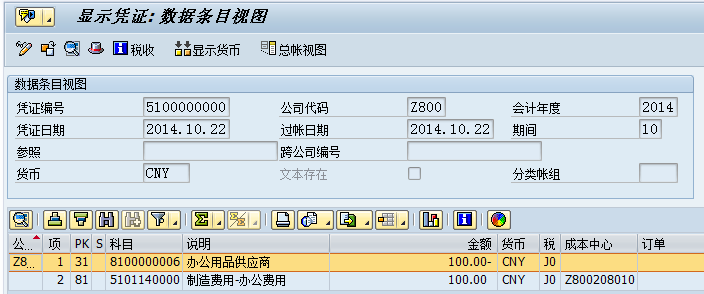 显示凭证: 数据条目视图
税收 显示货币 总帐视图
数据条目视图
凭证编号 5100000000 公司代码 Z800 会计年度 2014
凭证日期 2014.10.22 过帐日期 2014.10.22 期间 10
参照 跨公司编号
货币 CNY 文本存在 分类帐组
公... 项 PK S 科目 说明 金额 货币 税 成本中心 订单
Z8... 1 31 8100000006 办公用品供应商 100.00- CNY J0
2 81 5101140000 制造费用-办公费用 100.00 CNY J0 Z800208010